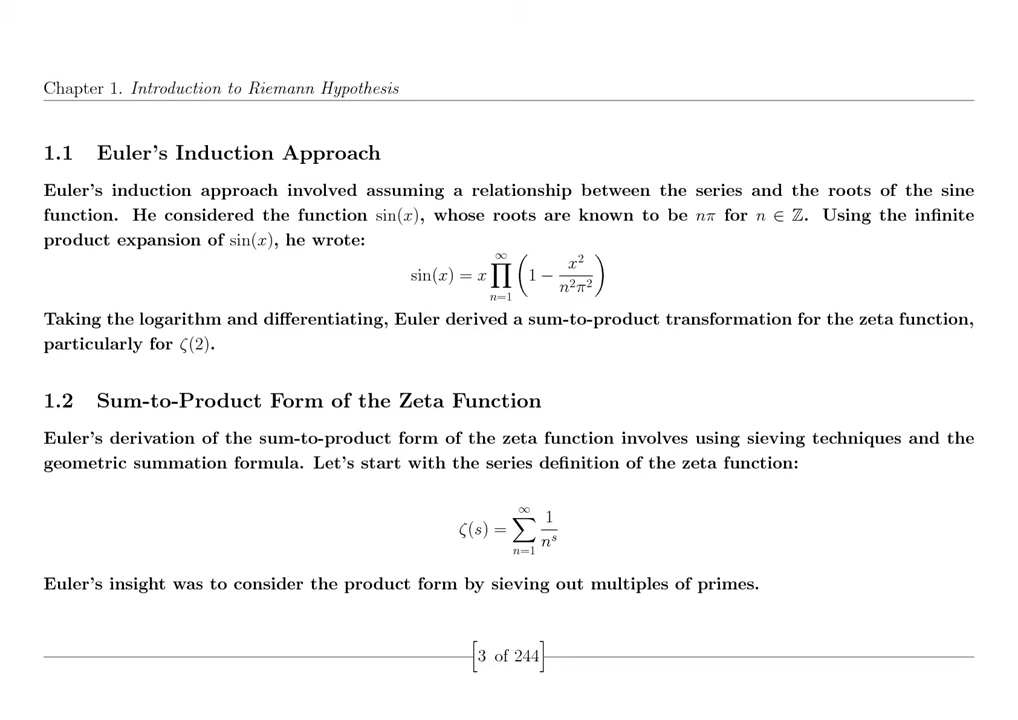 Chapter 1. Introduction to Riemann Hypothesis
1.1 Euler's Induction Approach
Euler's induction approach involved assuming a relationship between the series and the roots of the sine
function. He considered the function sin(x), whose roots are known to be nπ for n ∈ ℤ. Using the infinite
product expansion of sin(x), he wrote:
sin(x) = x ∏_{n=1}^{∞} (1 − x²/(n²π²))
Taking the logarithm and differentiating, Euler derived a sum-to-product transformation for the zeta function,
particularly for ζ(2).
1.2 Sum-to-Product Form of the Zeta Function
Euler's derivation of the sum-to-product form of the zeta function involves using sieving techniques and the
geometric summation formula. Let's start with the series definition of the zeta function:
ζ(s) = ∑_{n=1}^{∞} 1/n^s
Euler's insight was to consider the product form by sieving out multiples of primes.
[3 of 244]